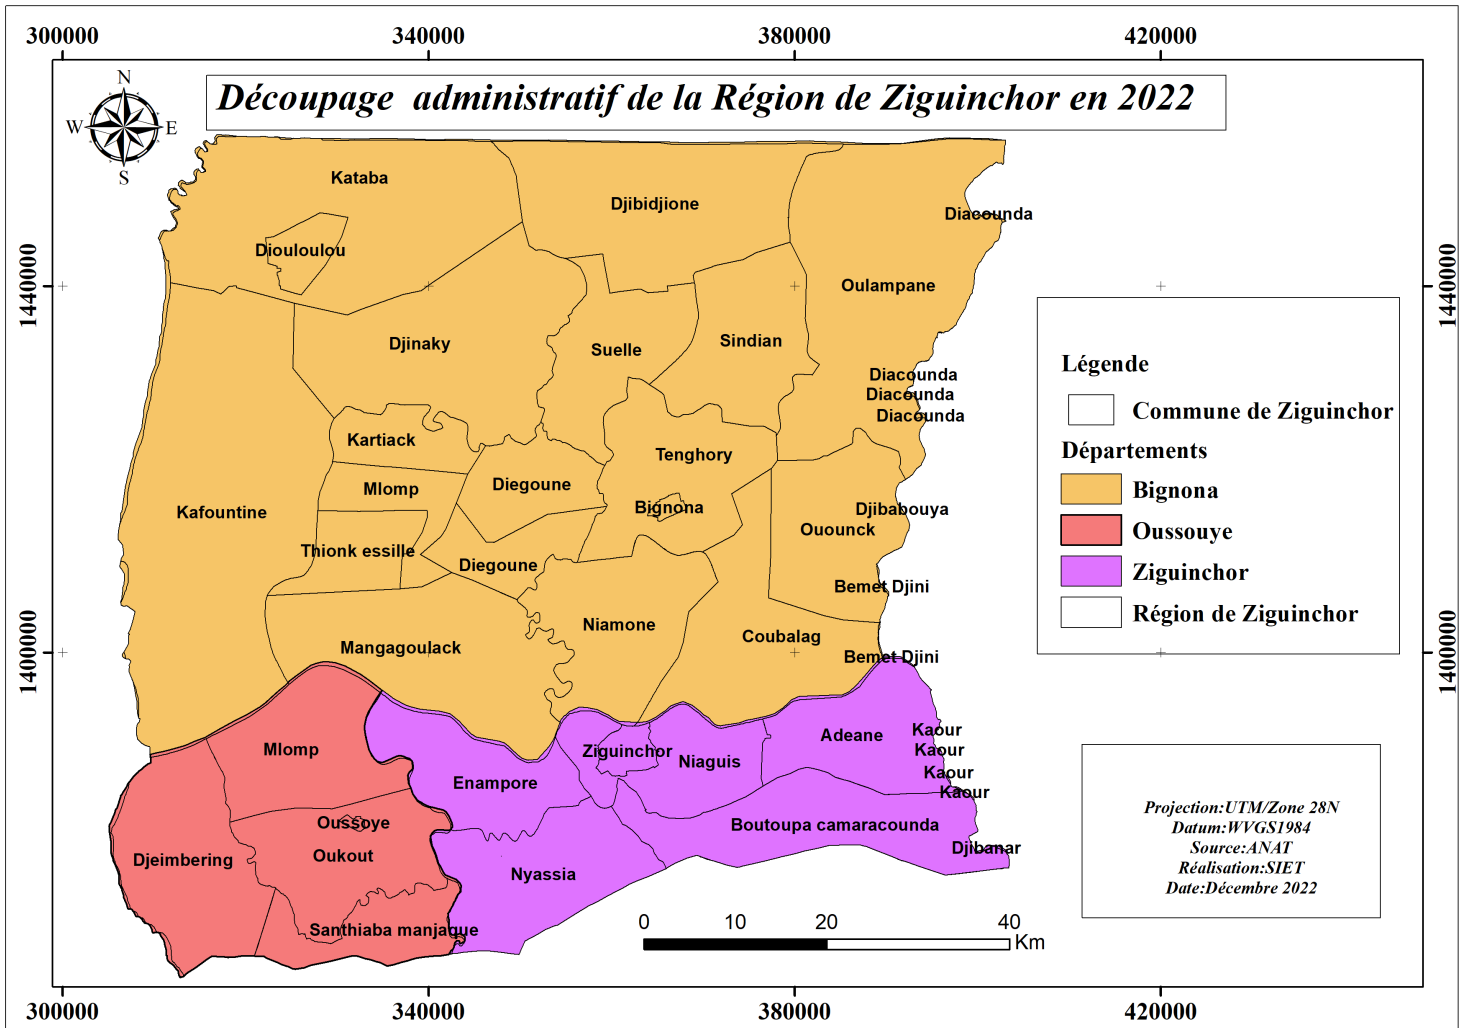 300000 340000 380000 420000
N
W E
S
Découpage administratif de la Région de Ziguinchor en 2022
Kataba
Djibidjione
Diacounda
Diouloulou
1440000
1440000
Oulampane
Djinaky
Suelle
Sindian
Diacounda
Diacounda
Diacounda
Kartiack
Tenghory
Mlomp
Diegoune
Bignona
Kafountine
Djibabouya
Ouounck
Thionk essille
Diegoune
Bemet Djini
Niamone
Coubalag
Mangagoulack
Bemet Djini
1400000
1400000
Légende
Commune de Ziguinchor
Départements
Bignona
Oussouye
Ziguinchor
Région de Ziguinchor
Mlomp
Ziguinchor
Niaguis
Adeane
Kaour
Kaour
Kaour
Kaour
Enampore
Oussoye
Boutoupa camaracounda
Djibanar
Oukout
Djeimbering
Nyassia
Santhiaba manjaque
0 10 20 40
Km
Projection:UTM/Zone 28N
Datum:WVGS1984
Source:ANAT
Réalisation:SIET
Date:Décembre 2022
300000 340000 380000 420000